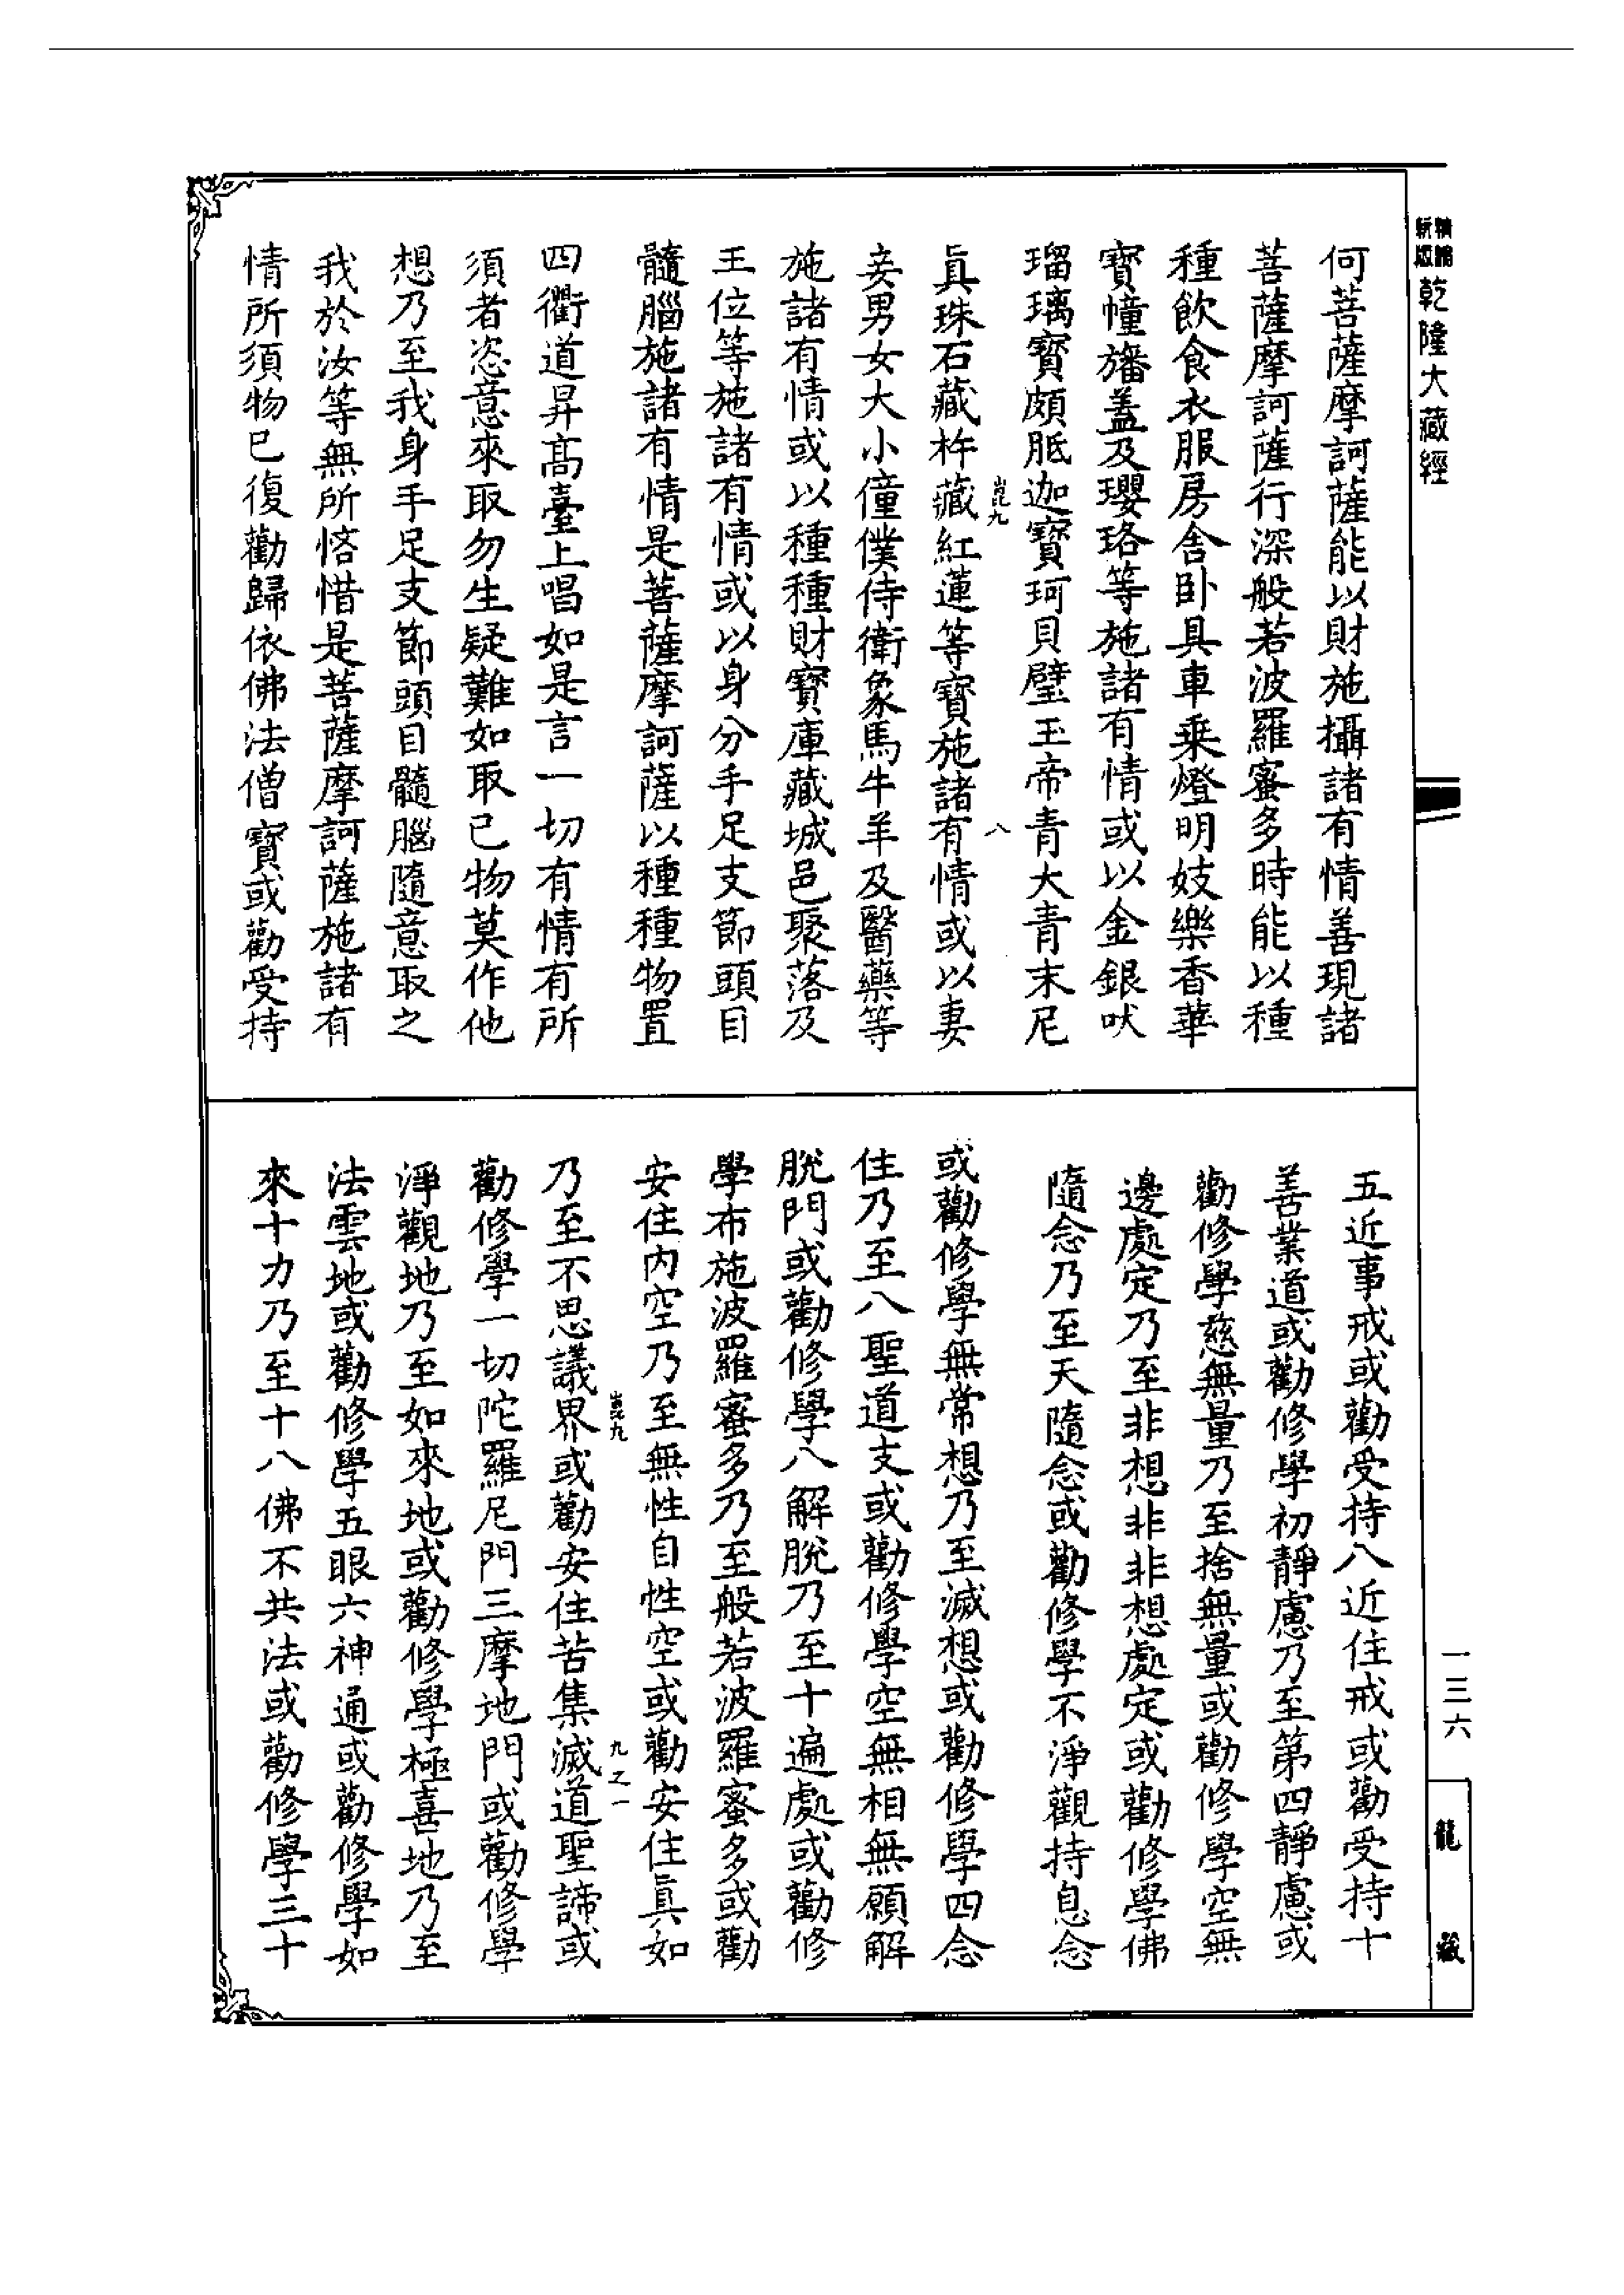 新版精籍乾隆大藏經
一三六
龍藏
何菩薩摩訶薩能以財施攝諸有情善現諸
菩薩摩訶薩行深般若波羅蜜多時能以種
種飲食衣服房舍卧具車乗燈明妓樂香華
寳幢旛葢及瓔珞等施諸有情或以金銀吠
瑠璃寳頗胝迦寳珂貝璧玉帝青大青末尼
真珠石藏杵藏紅蓮等寳施諸有情或以妻
崑九
八
妾男女大小僮僕侍衛象馬牛羊及醫藥等
施諸有情或以種種財寳庫藏城邑聚落及
王位等施諸有情或以身分手足支節頭目
髓腦施諸有情是菩薩摩訶薩以種種物置
四衢道昇髙臺上唱如是言一切有情有所
須者恣意來取勿生疑難如取已物莫作他
想乃至我身手足支節頭目髓腦隨意取之
我於汝等無所悋惜是菩薩摩訶薩施諸有
情所須物已復勸歸依佛法僧寳或勸受持
五近事戒或勸受持八近住戒或勸受持十
善業道或勸修學初靜慮乃至第四靜慮或
勸修學慈無量乃至捨無量或勸修學空無
邊處定乃至非想非非想處定或勸修學佛
隨念乃至天隨念或勸修學不淨觀持息念
或勸修學無常想乃至滅想或勸修學四念
住乃至八聖道支或勸修學空無相無願解
脫門或勸修學八解脫乃至十遍處或勸修
學布施波羅蜜多乃至般若波羅蜜多或勸
安住内空乃至無性自性空或勸安住真如
崑九
九之一
乃至不思議界或勸安住苦集滅道聖諦或
勸修學一切陀羅尼門三摩地門或勸修學
淨觀地乃至如來地或勸修學極喜地乃至
法雲地或勸修學五眼六神通或勸修學如
來十力乃至十八佛不共法或勸修學三十